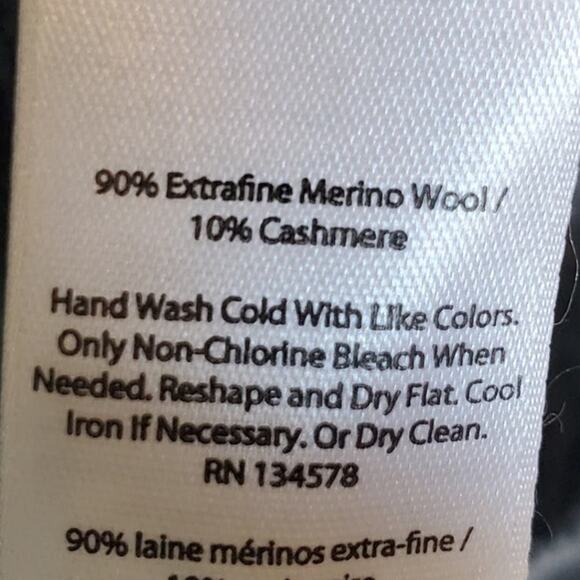 90% Extrafine Merino Wool /
10% Cashmere
Hand Wash Cold With Like Colors.
Only Non-Chlorine Bleach When
Needed. Reshape and Dry Flat. Cool
Iron If Necessary. Or Dry Clean.
RN 134578
90% laine mérinos extra-fine /